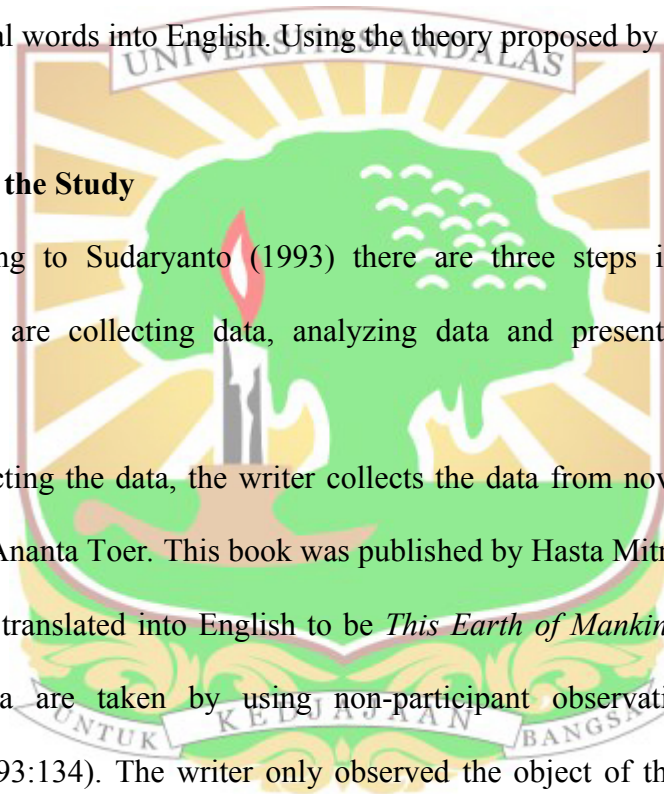 al words into English. Using the theory proposed by
UNIVERSITAS ANDALAS
the Study
ng to Sudaryanto (1993) there are three steps i
are collecting data, analyzing data and present
cting the data, the writer collects the data from nov
Ananta Toer. This book was published by Hasta Mitr
translated into English to be This Earth of Mankin
a are taken by using non-participant observati
UNTUK KEDJAJAAN BANGSA
93:134). The writer only observed the object of th